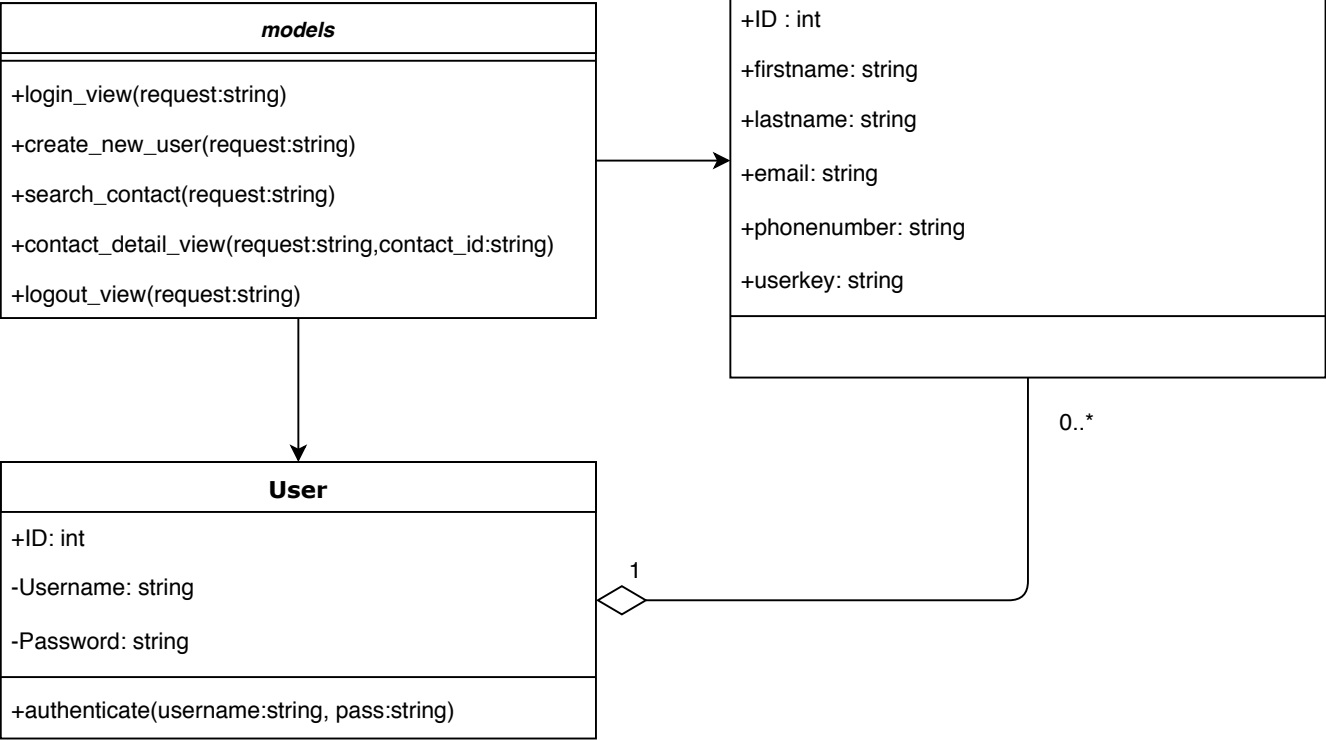 models
+login_view(request:string)
+create_new_user(request:string)
+search_contact(request:string)
+contact_detail_view(request:string,contact_id:string)
+logout_view(request:string)
+ID : int
+firstname: string
+lastname: string
+email: string
+phonenumber: string
+userkey: string
0..*
1
User
+ID: int
-Username: string
-Password: string
+authenticate(username:string, pass:string)